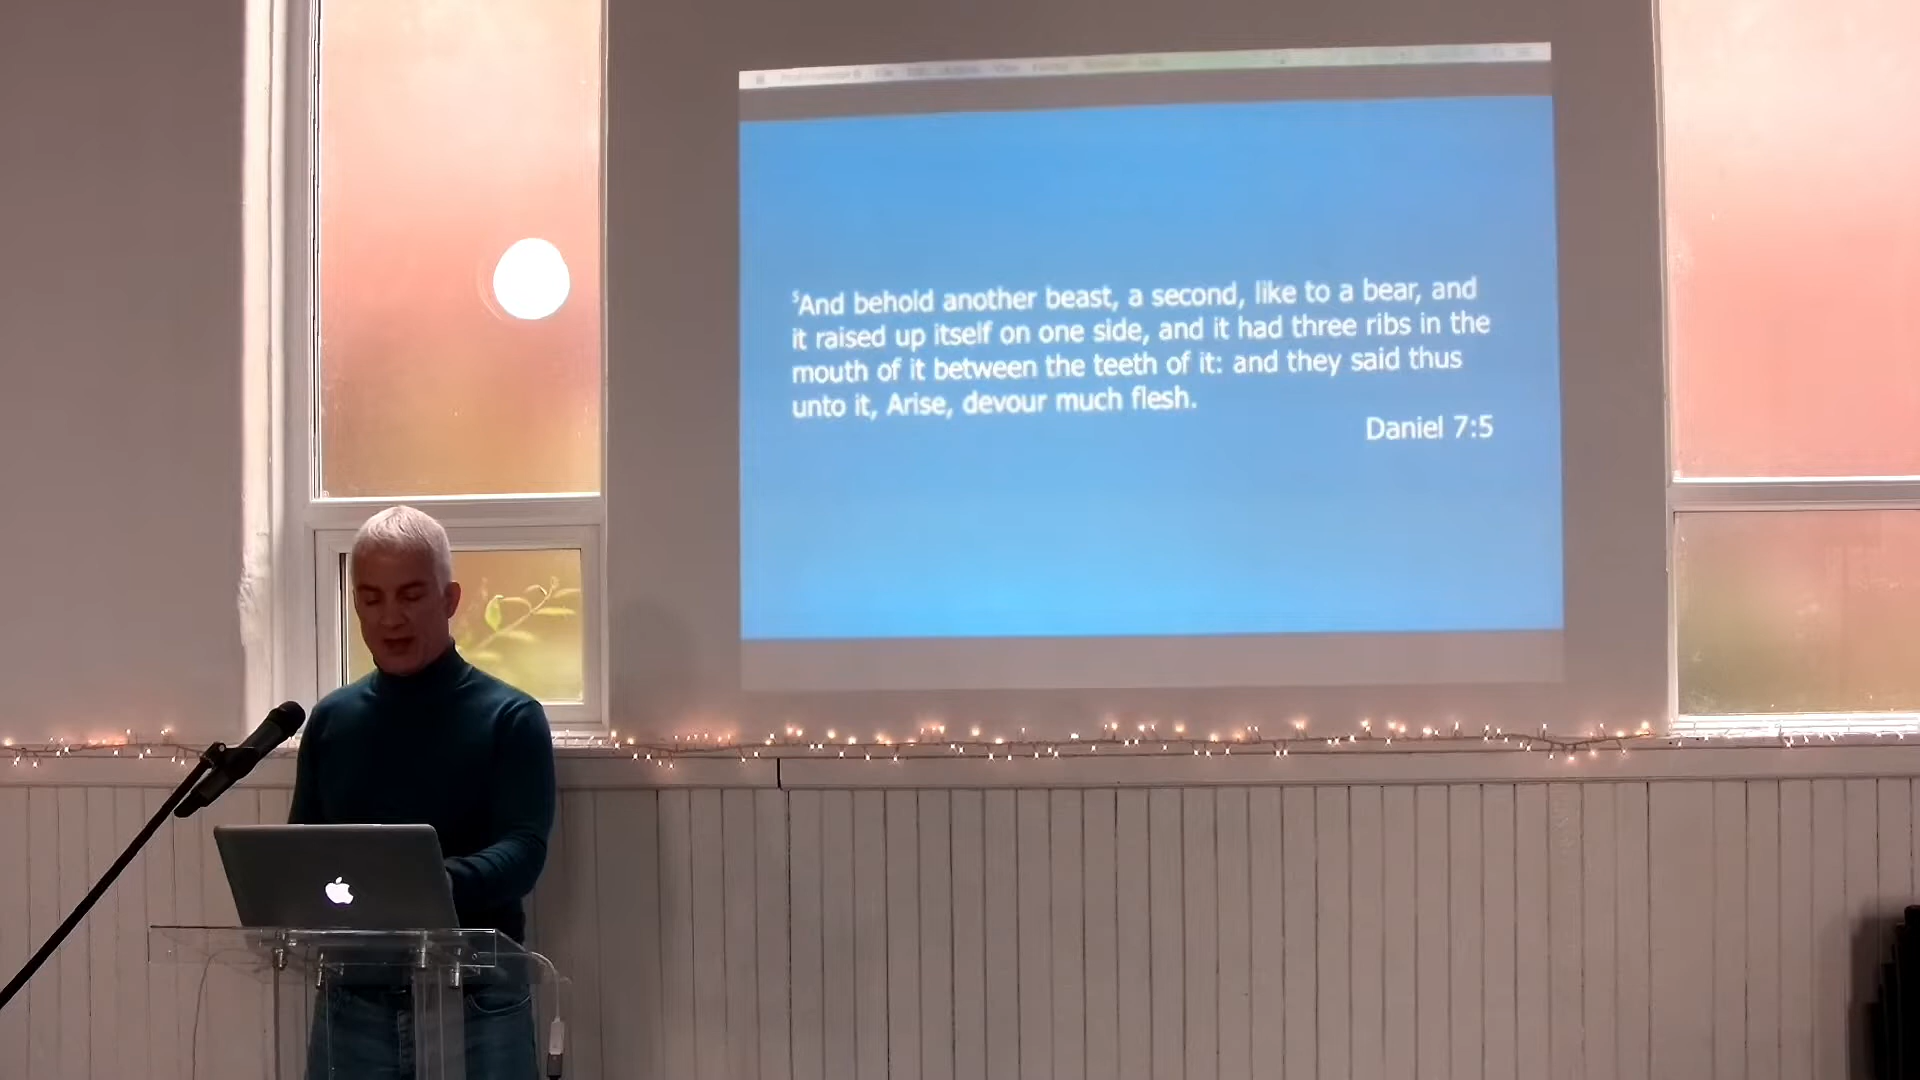 ⁵And behold another beast, a second, like to a bear, and
it raised up itself on one side, and it had three ribs in the
mouth of it between the teeth of it: and they said thus
unto it, Arise, devour much flesh.
Daniel 7:5